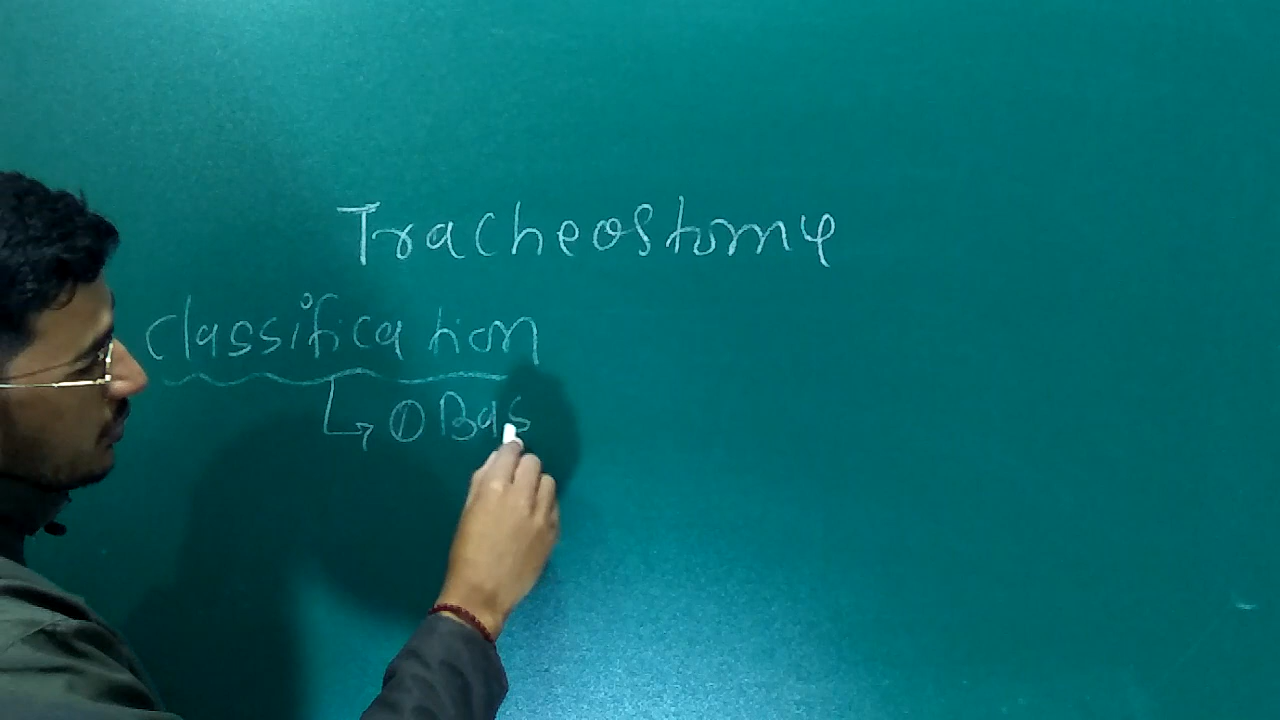 Tracheostomy
classification
↳ ① Bas